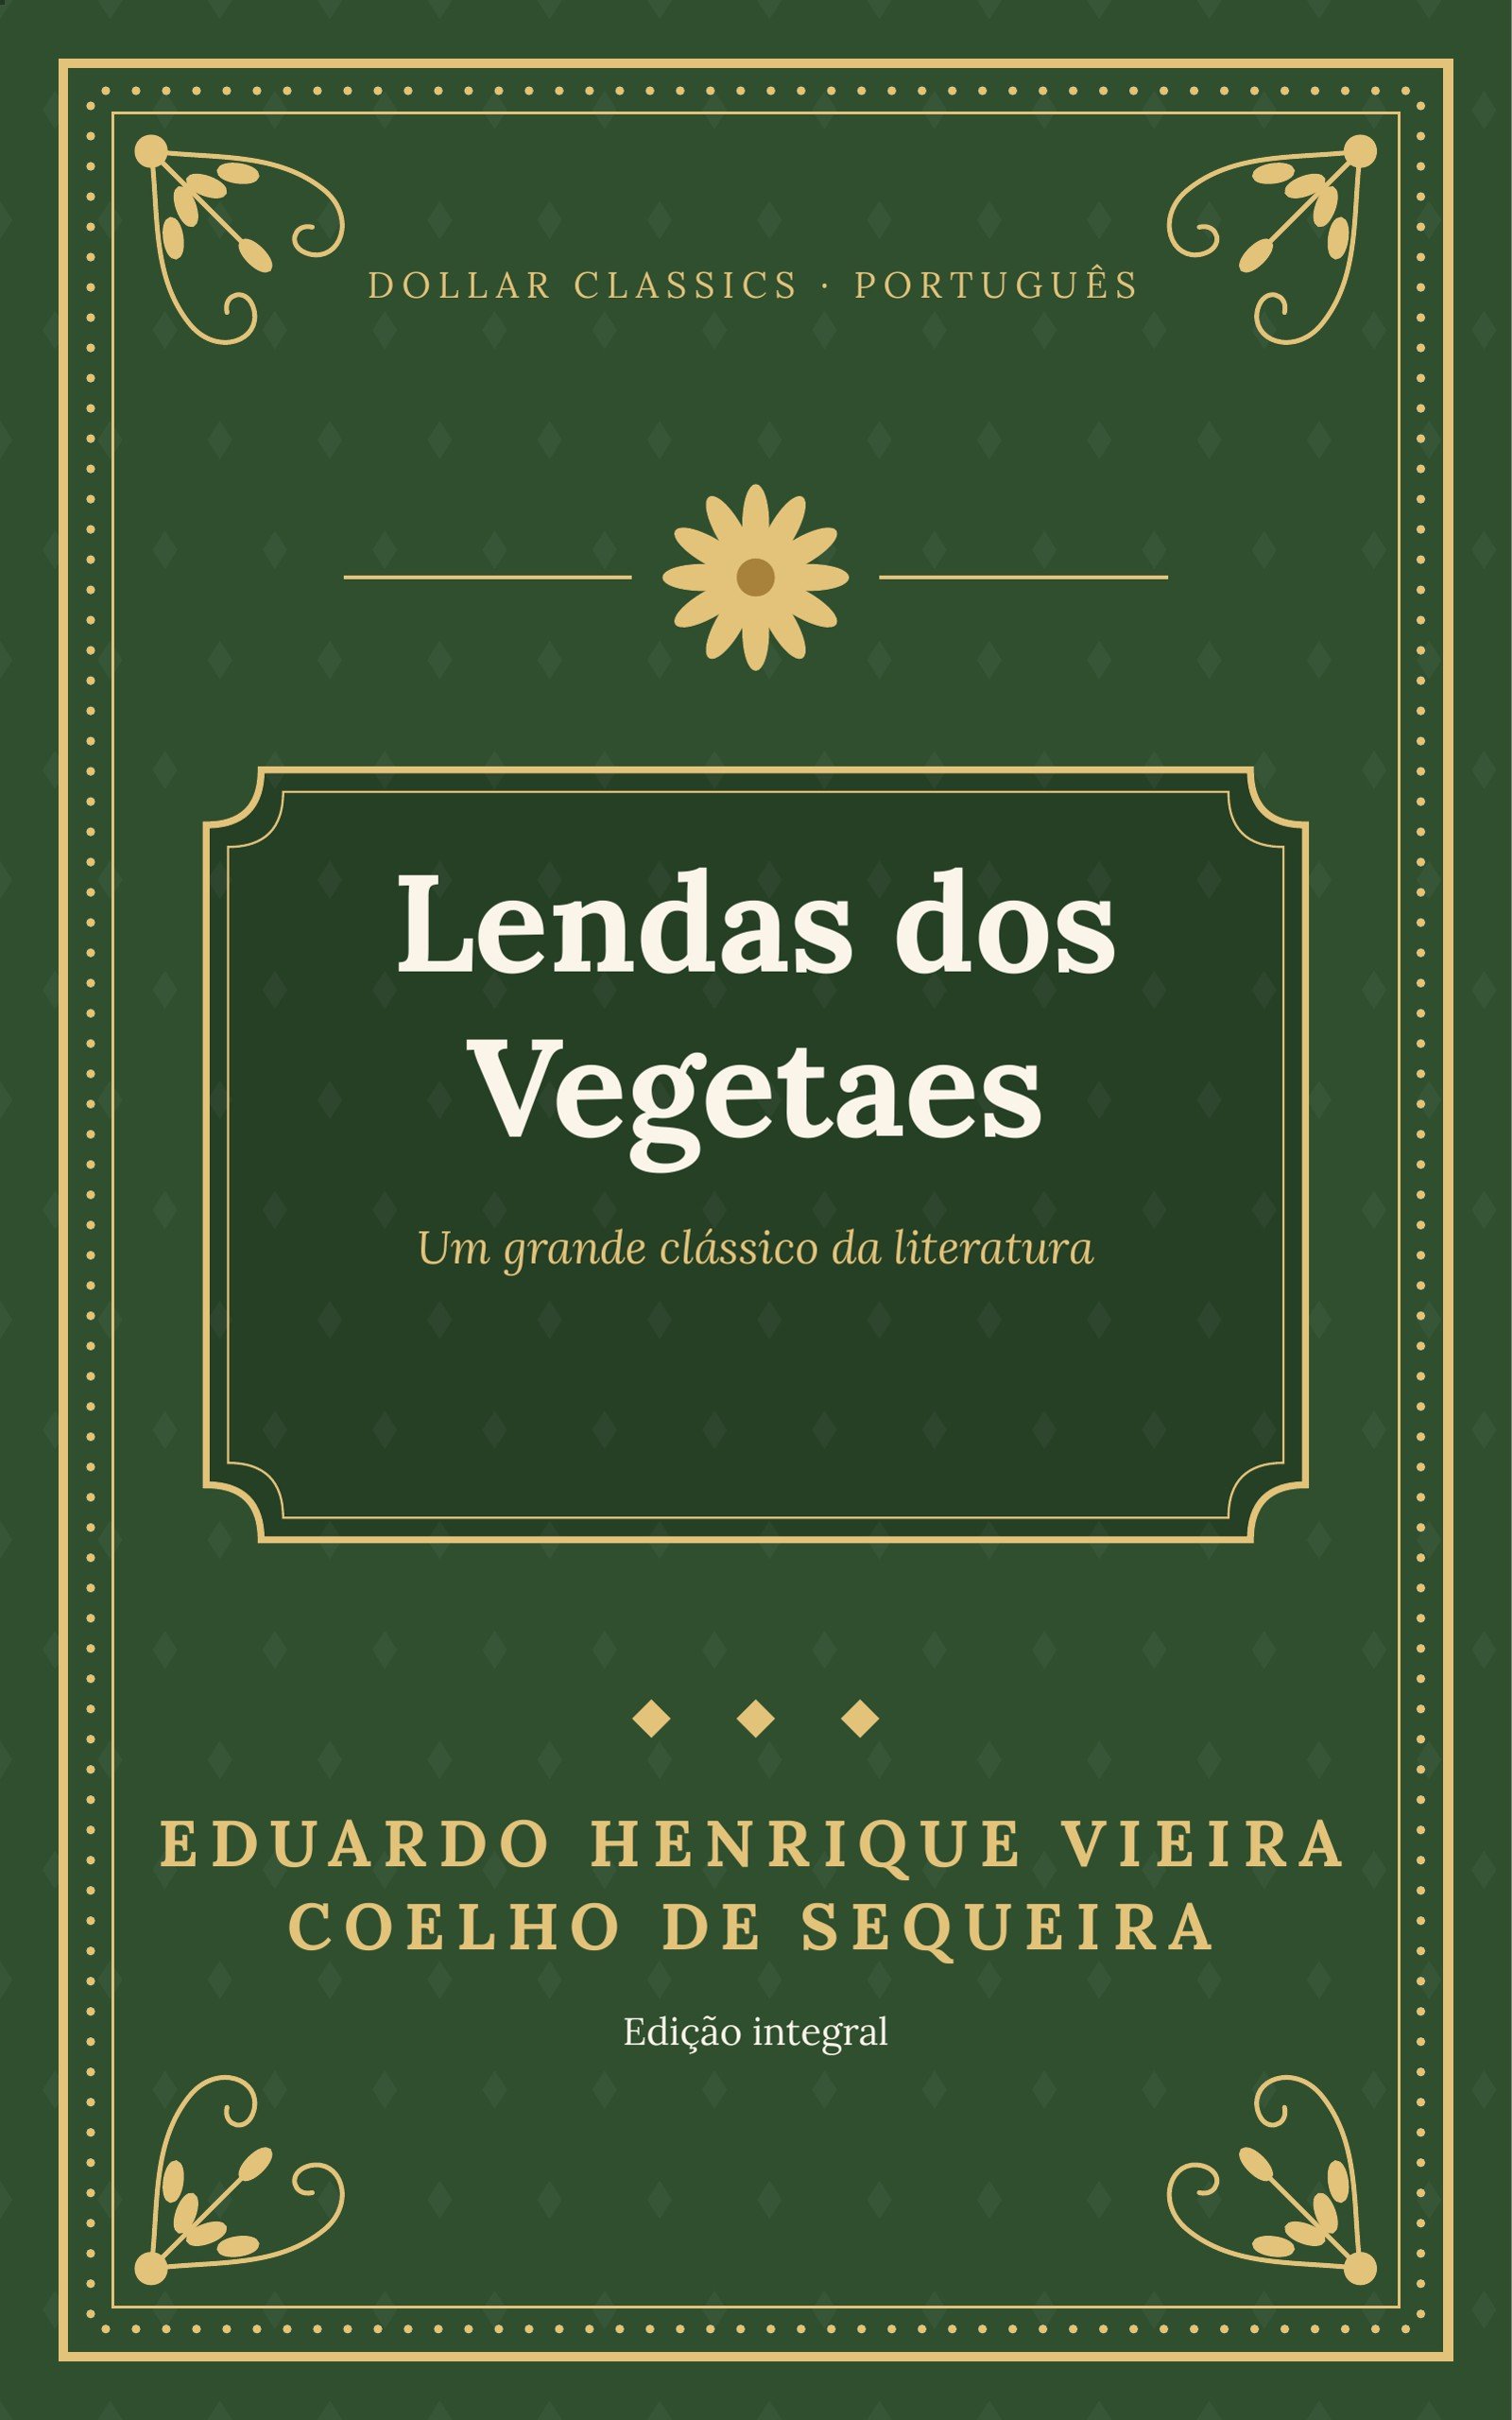 DOLLAR CLASSICS · PORTUGUÊS
Lendas dos
Vegetaes
Um grande clássico da literatura
EDUARDO HENRIQUE VIEIRA
COELHO DE SEQUEIRA
Edição integral